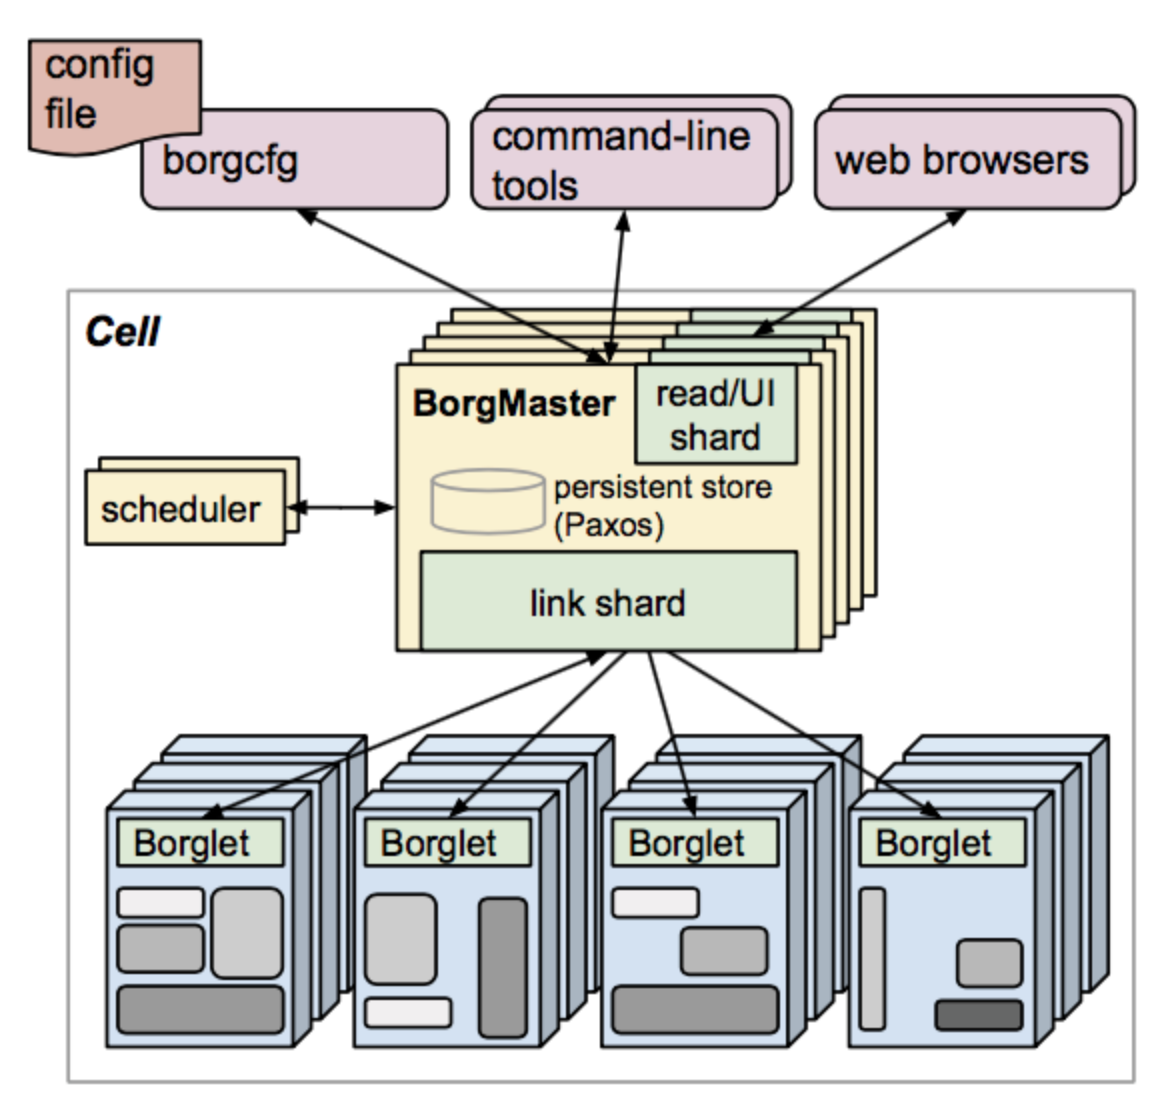 config
file
borgcfg
command-line
tools
web browsers
Cell
BorgMaster
read/UI
shard
persistent store
(Paxos)
scheduler
link shard
Borglet
Borglet
Borglet
Borglet